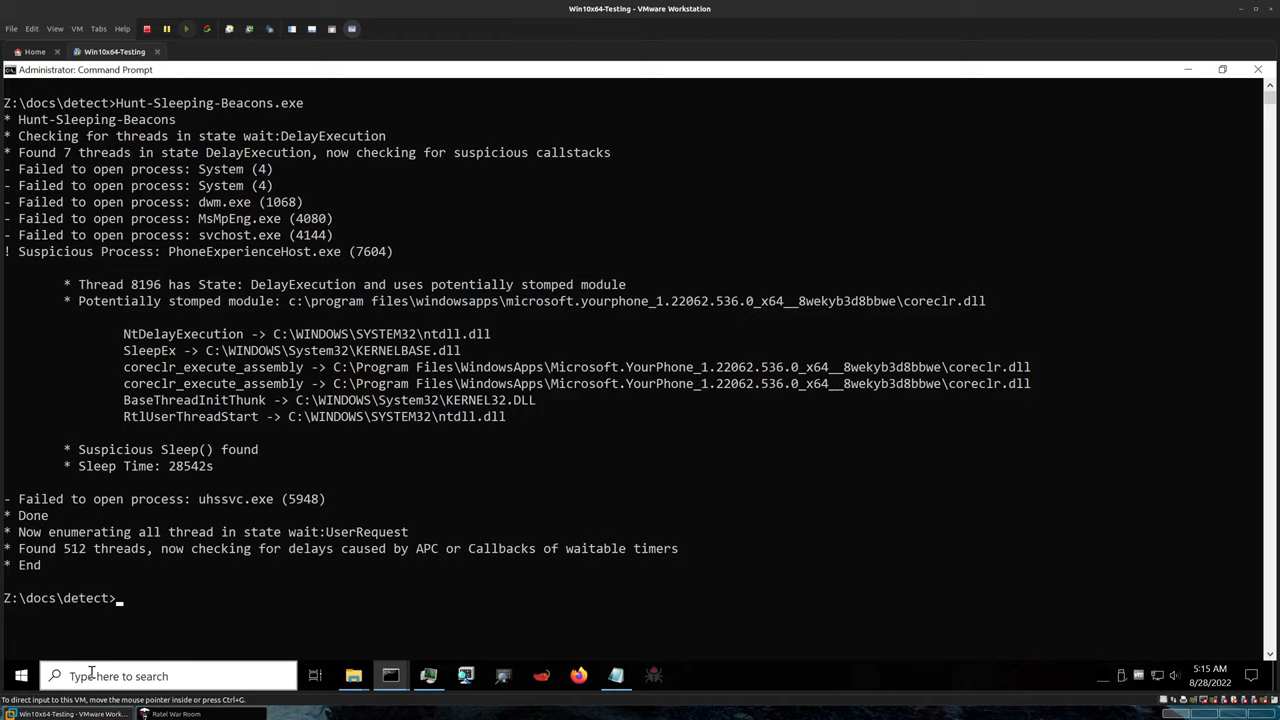 Win10x64-Testing - VMware Workstation
File Edit View VM Tabs Help
Home Win10x64-Testing
Administrator: Command Prompt
Z:\docs\detect>Hunt-Sleeping-Beacons.exe
* Hunt-Sleeping-Beacons
* Checking for threads in state wait:DelayExecution
* Found 7 threads in state DelayExecution, now checking for suspicious callstacks
- Failed to open process: System (4)
- Failed to open process: System (4)
- Failed to open process: dwm.exe (1068)
- Failed to open process: MsMpEng.exe (4080)
- Failed to open process: svchost.exe (4144)
! Suspicious Process: PhoneExperienceHost.exe (7604)
* Thread 8196 has State: DelayExecution and uses potentially stomped module
* Potentially stomped module: c:\program files\windowsapps\microsoft.yourphone_1.22062.536.0_x64__8wekyb3d8bbwe\coreclr.dll
NtDelayExecution -> C:\WINDOWS\SYSTEM32\ntdll.dll
SleepEx -> C:\WINDOWS\System32\KERNELBASE.dll
coreclr_execute_assembly -> C:\Program Files\WindowsApps\Microsoft.YourPhone_1.22062.536.0_x64__8wekyb3d8bbwe\coreclr.dll
coreclr_execute_assembly -> C:\Program Files\WindowsApps\Microsoft.YourPhone_1.22062.536.0_x64__8wekyb3d8bbwe\coreclr.dll
BaseThreadInitThunk -> C:\WINDOWS\System32\KERNEL32.DLL
RtlUserThreadStart -> C:\WINDOWS\SYSTEM32\ntdll.dll
* Suspicious Sleep() found
* Sleep Time: 28542s
- Failed to open process: uhssvc.exe (5948)
* Done
* Now enumerating all thread in state wait:UserRequest
* Found 512 threads, now checking for delays caused by APC or Callbacks of waitable timers
* End
Z:\docs\detect>
Type here to search
5:15 AM
8/28/2022
To direct input to this VM, move the mouse pointer inside or press Ctrl+G.
Win10x64-Testing - VMware Work... Ratel War Room